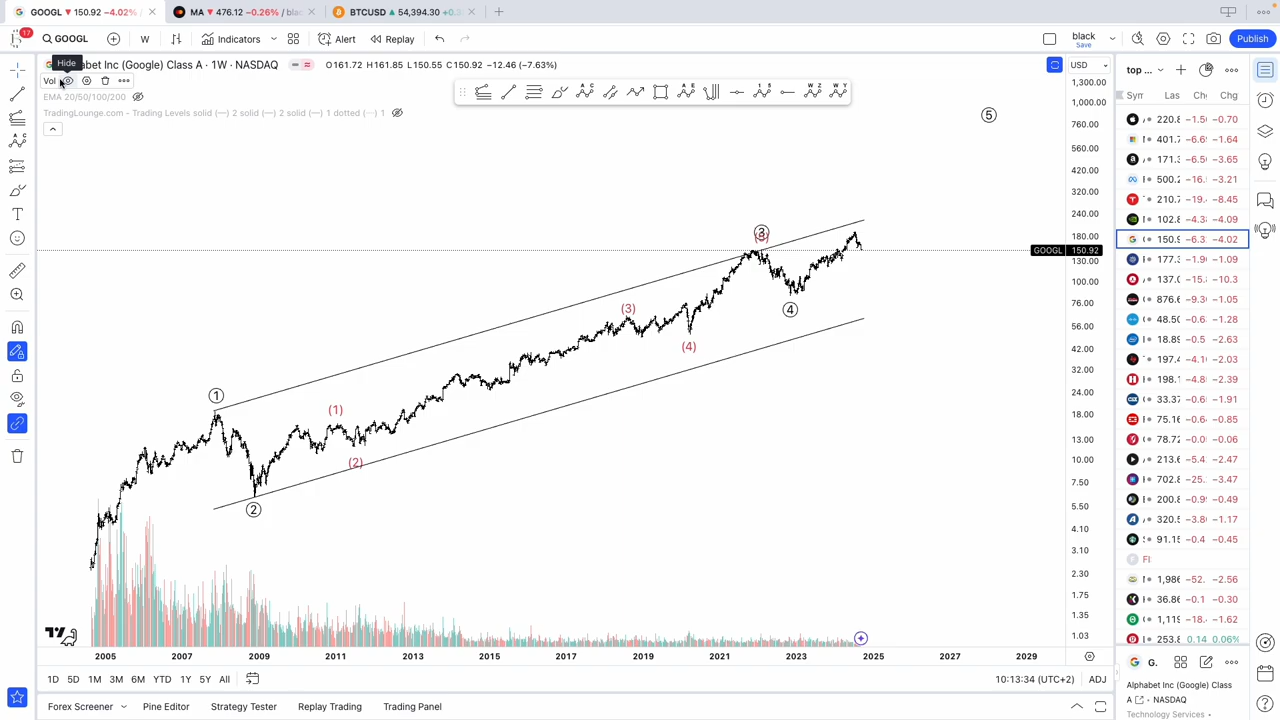 GOOGL ▼ 150.92 −4.02% /
MA ▼ 476.12 −0.26% / blac
BTCUSD ▲ 54,394.30 +0.
17
GOOGL
W
Indicators
Alert
Replay
black
Save
Publish
Hide
Alphabet Inc (Google) Class A · 1W · NASDAQ
O161.72 H161.85 L150.55 C150.92 −12.46 (−7.63%)
Vol
EMA 20/50/100/200
TradingLounge.com - Trading Levels solid (—) 2 solid (—) 2 solid (—) 1 dotted (—) 1
USD
1,300.00
1,000.00
760.00
560.00
420.00
320.00
240.00
180.00
GOOGL 150.92
130.00
100.00
76.00
56.00
42.00
32.00
24.00
18.00
13.00
10.00
7.50
5.50
4.10
3.10
2.30
1.75
1.35
1.03
5
3
4
(3)
(4)
1
(1)
(2)
2
2005 2007 2009 2011 2013 2015 2017 2019 2021 2023 2025 2027 2029
1D 5D 1M 3M 6M YTD 1Y 5Y All
10:13:34 (UTC+2)
ADJ
Forex Screener
Pine Editor
Strategy Tester
Replay Trading
Trading Panel
top ...
Syn Las Ch Chg
220.8 −1.5 −0.70
401.7 −6.6 −1.64
171.3 −6.5 −3.65
500.2 −16. −3.21
210.7 −19. −8.45
102.8 −4.3 −4.09
150.9 −6.3 −4.02
177.3 −1.9 −1.09
137.0 −15. −10.3
876.6 −9.3 −1.05
48.50 −0.6 −1.28
18.89 −0.5 −2.63
197.4 −4.1 −2.03
198.1 −4.8 −2.39
33.37 −0.6 −1.91
75.16 −0.6 −0.85
78.72 −0.0 −0.06
213.6 −5.4 −2.47
702.8 −25. −3.47
200.8 −0.9 −0.49
320.5 −3.8 −1.17
91.15 −0.4 −0.45
FI
1,986 −52. −2.56
36.86 −0.1 −0.30
1,119 −18. −1.62
253.8 0.14 0.06%
G.
Alphabet Inc (Google) Class
A NASDAQ
Technology Services